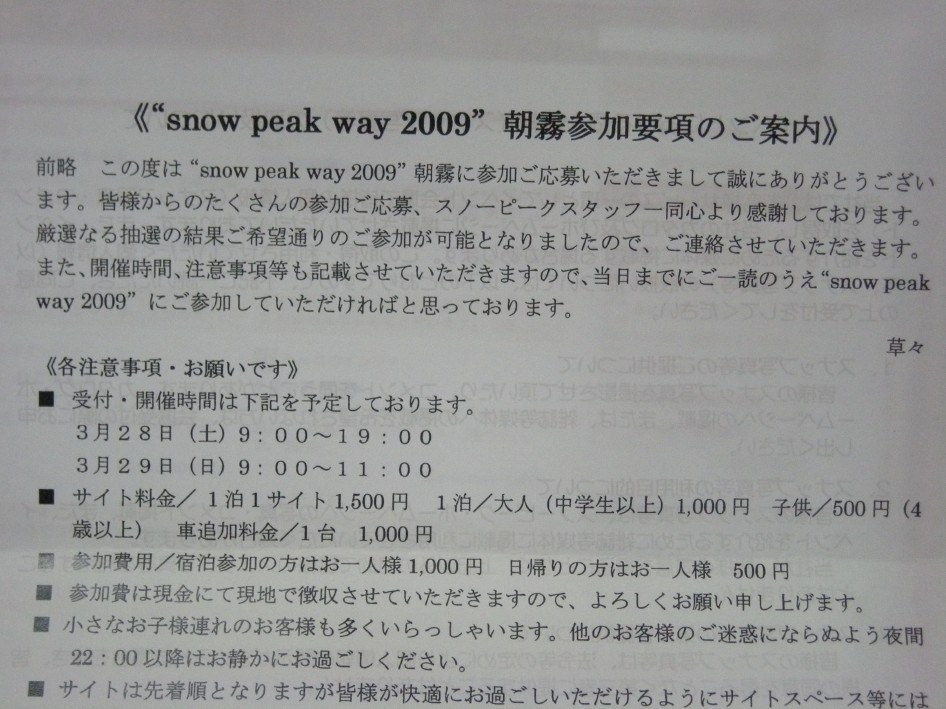 《“snow peak way 2009” 朝霧参加要項のご案内》
前略　この度は “snow peak way 2009” 朝霧に参加ご応募いただきまして誠にありがとうござい
ます。皆様からのたくさんの参加ご応募、スノーピークスタッフ一同心より感謝しております。
厳選なる抽選の結果ご希望通りのご参加が可能となりましたので、ご連絡させていただきます。
また、開催時間、注意事項等も記載させていただきますので、当日までにご一読のうえ“snow peak
way 2009” にご参加していただければと思っております。
草々
《各注意事項・お願いです》
■ 受付・開催時間は下記を予定しております。
３月２８日（土）９：００～１９：００
３月２９日（日）９：００～１１：００
■ サイト料金／１泊１サイト 1,500 円　１泊／大人（中学生以上）1,000 円　子供／500 円（4
歳以上）　車追加料金／１台　1,000 円
■ 参加費用／宿泊参加の方はお一人様 1,000 円　日帰りの方はお一人様　500 円
■ 参加費は現金にて現地で徴収させていただきますので、よろしくお願い申し上げます。
■ 小さなお子様連れのお客様も多くいらっしゃいます。他のお客様のご迷惑にならぬよう夜間
22：00 以降はお静かにお過ごしください。
■ サイトは先着順となりますが皆様が快適にお過ごしいただけるようにサイトスペース等には